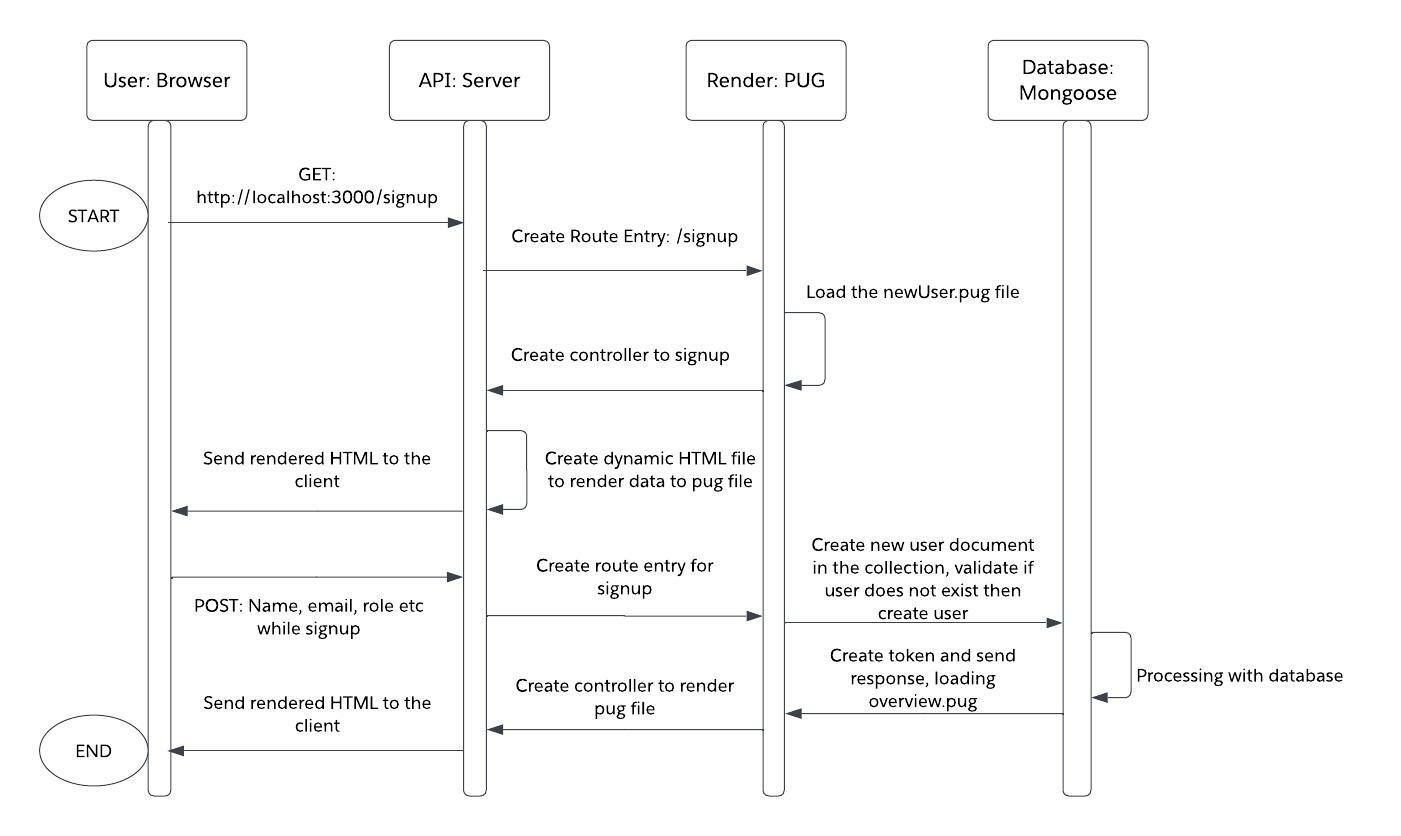 User: Browser
API: Server
Render: PUG
Database:
Mongoose
GET:
http://localhost:3000/signup
START
Create Route Entry: /signup
Load the newUser.pug file
Create controller to signup
Send rendered HTML to the
client
Create dynamic HTML file
to render data to pug file
Create new user document
in the collection, validate if
user does not exist then
create user
Create route entry for
signup
POST: Name, email, role etc
while signup
Create token and send
response, loading
overview.pug
Processing with database
Create controller to render
pug file
Send rendered HTML to the
client
END